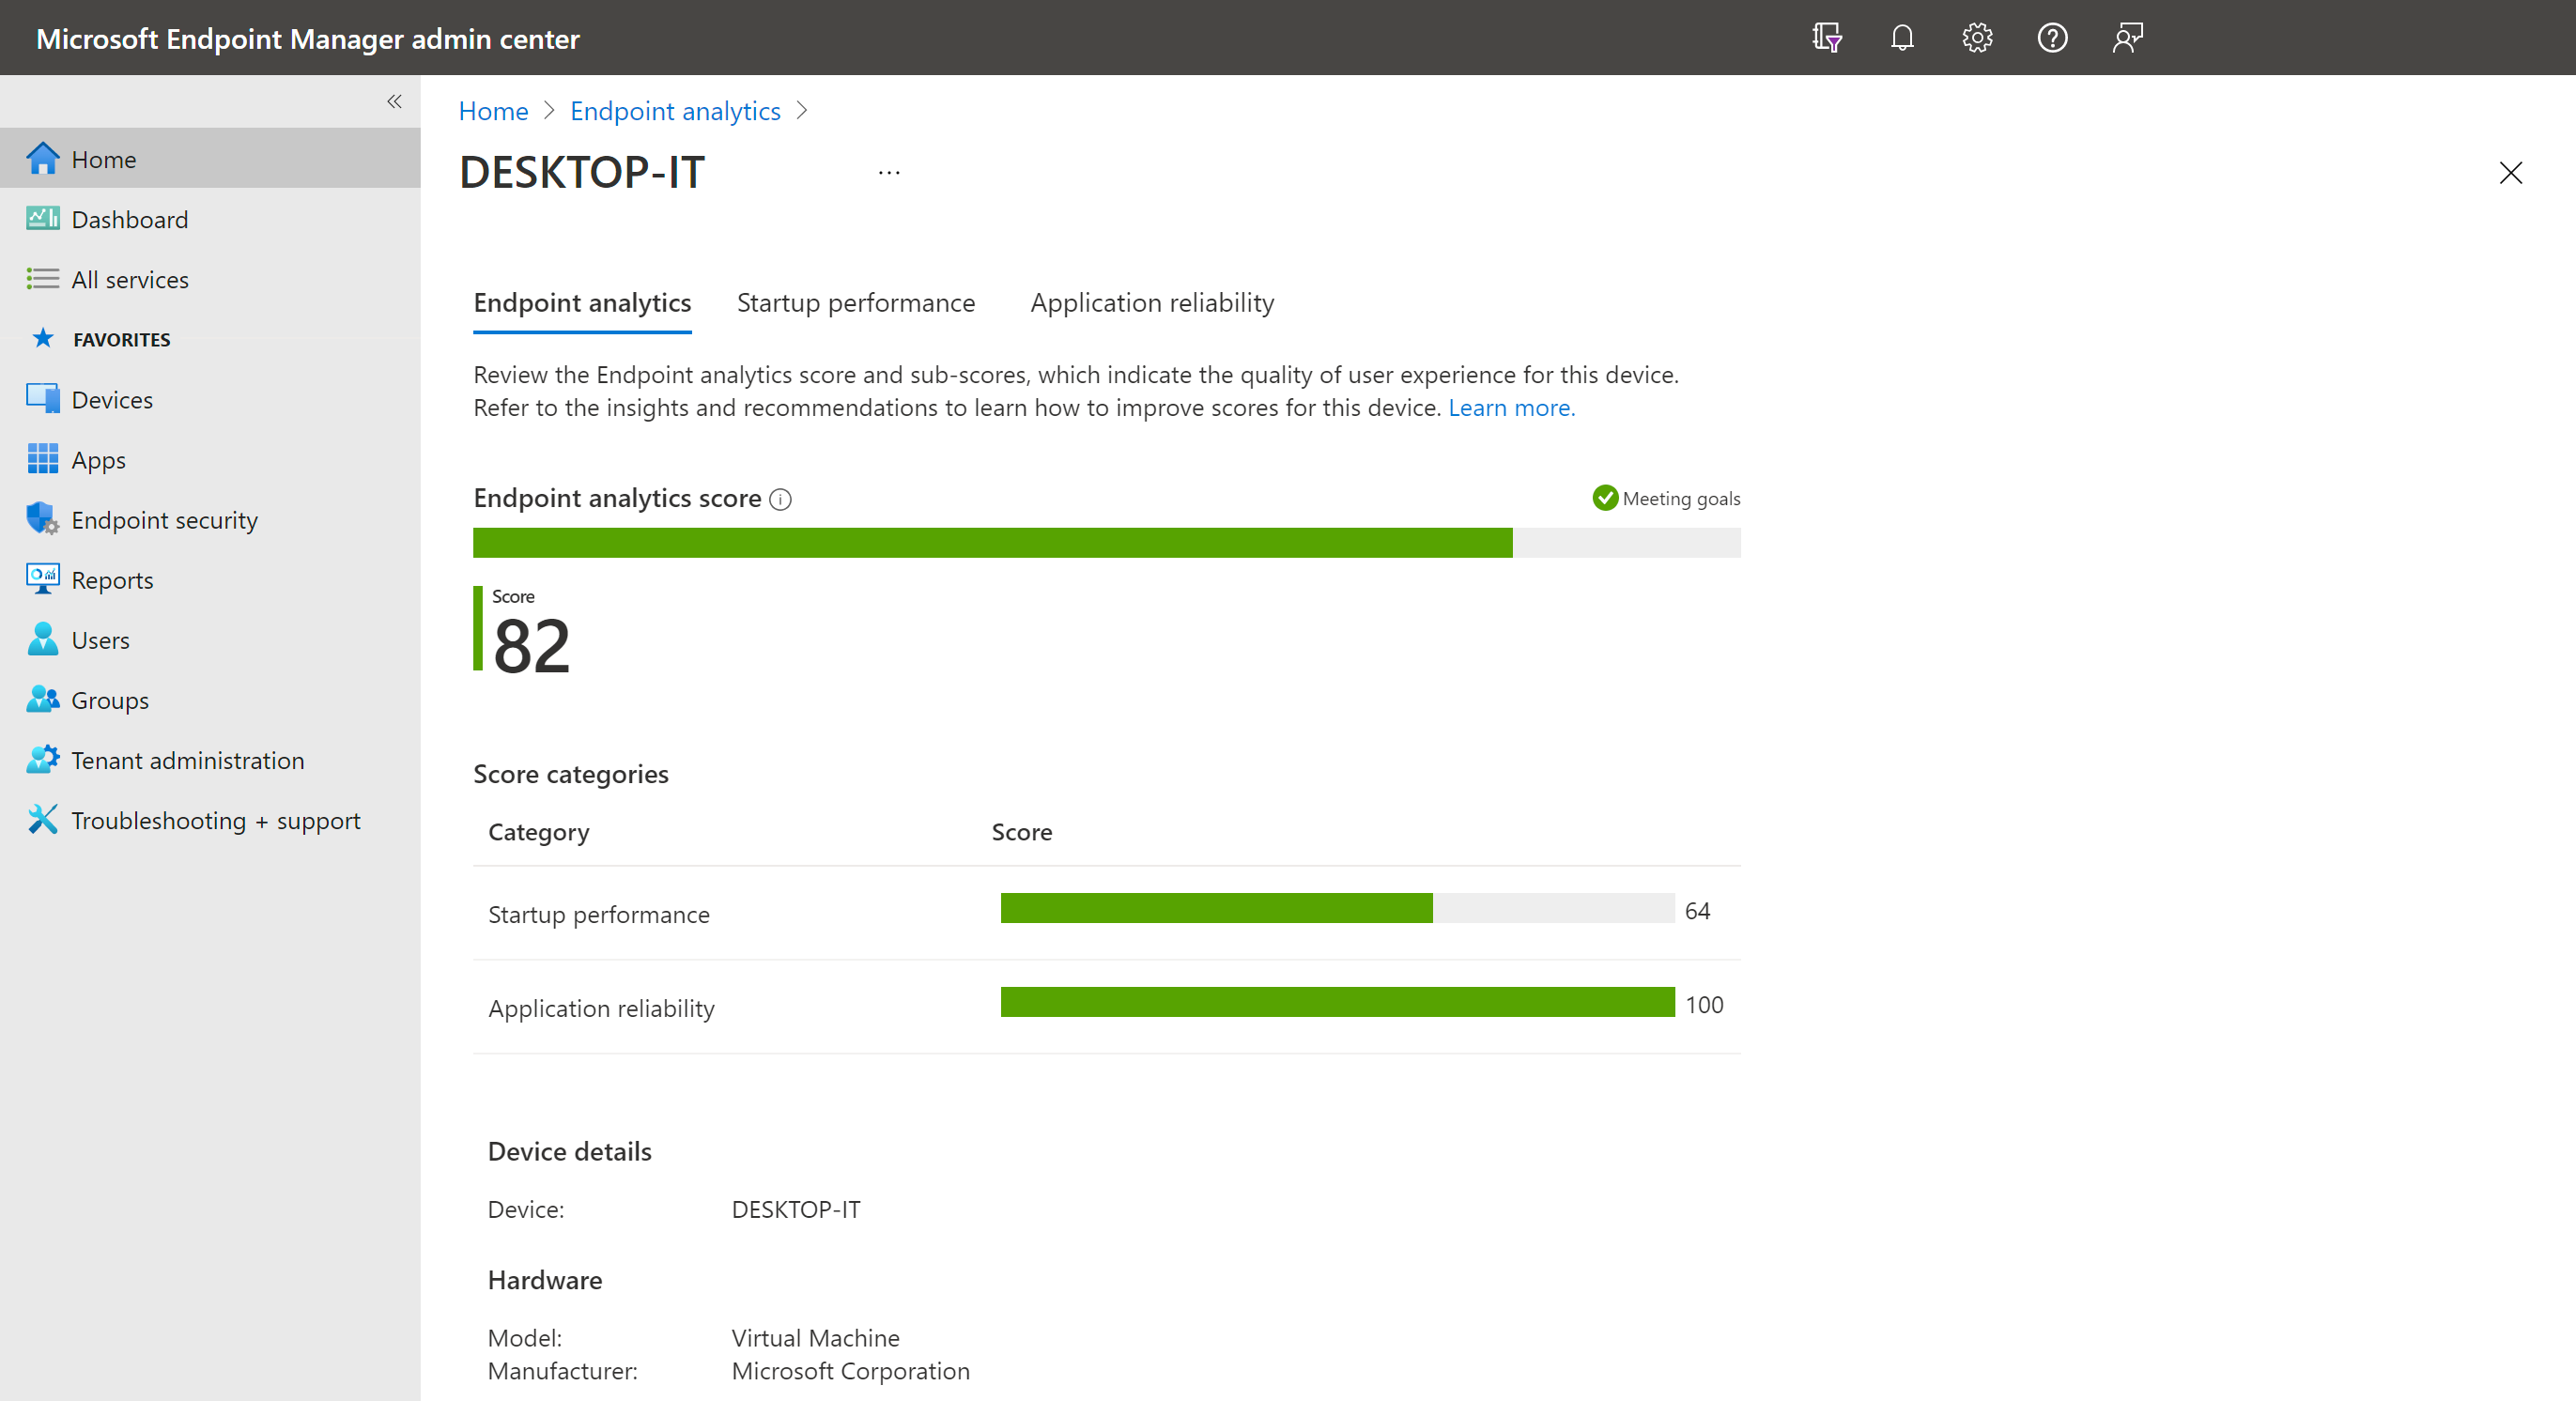 Microsoft Endpoint Manager admin center
Home
Dashboard
All services
FAVORITES
Devices
Apps
Endpoint security
Reports
Users
Groups
Tenant administration
Troubleshooting + support
Home > Endpoint analytics >
DESKTOP-IT ...
Endpoint analytics Startup performance Application reliability
Review the Endpoint analytics score and sub-scores, which indicate the quality of user experience for this device.
Refer to the insights and recommendations to learn how to improve scores for this device. Learn more.
Endpoint analytics score Meeting goals
Score
82
Score categories
Category Score
Startup performance 64
Application reliability 100
Device details
Device: DESKTOP-IT
Hardware
Model: Virtual Machine
Manufacturer: Microsoft Corporation